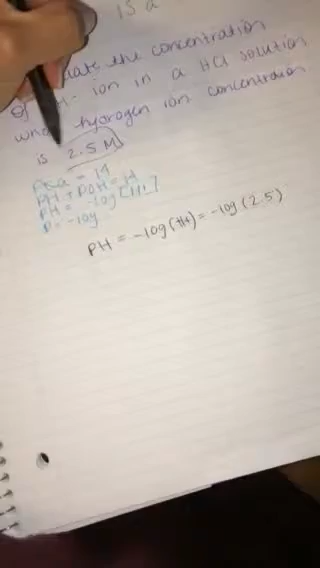 is a
the concentration
of H- ion in a HCl solution
hydrogen ion concentration
is 2.5 M
= 14
PH + POH = 14
PH = -log [H+]
P = -log
PH = -log(+H) = -log(2.5)